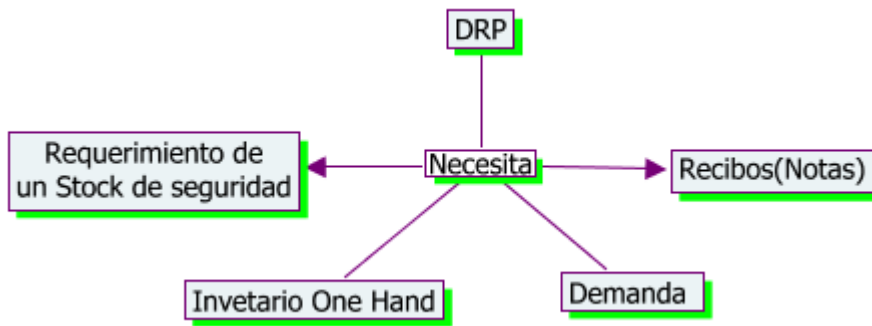 DRP
Requerimiento de
un Stock de seguridad
Necesita
Recibos(Notas)
Invetario One Hand
Demanda